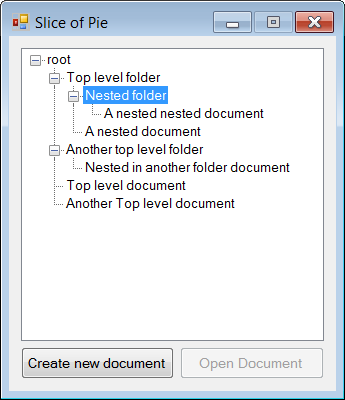 Slice of Pie
root
Top level folder
Nested folder
A nested nested document
A nested document
Another top level folder
Nested in another folder document
Top level document
Another Top level document
Create new document
Open Document